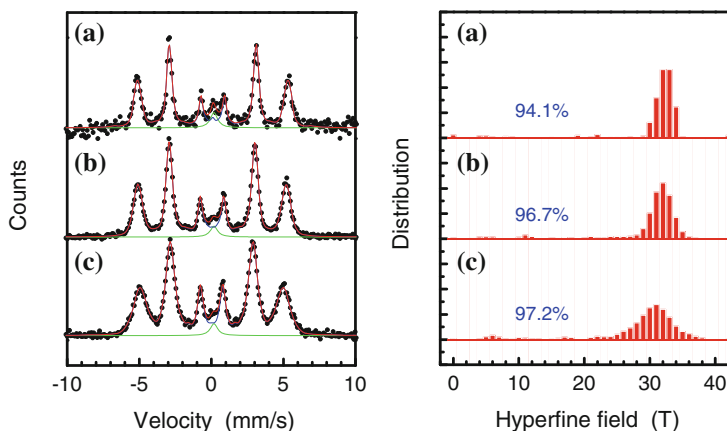 (a)
(b)
(c)
Counts
-10 -5 0 5 10
Velocity (mm/s)
(a)
94.1%
(b)
96.7%
(c)
97.2%
Distribution
0 10 20 30 40
Hyperfine field (T)